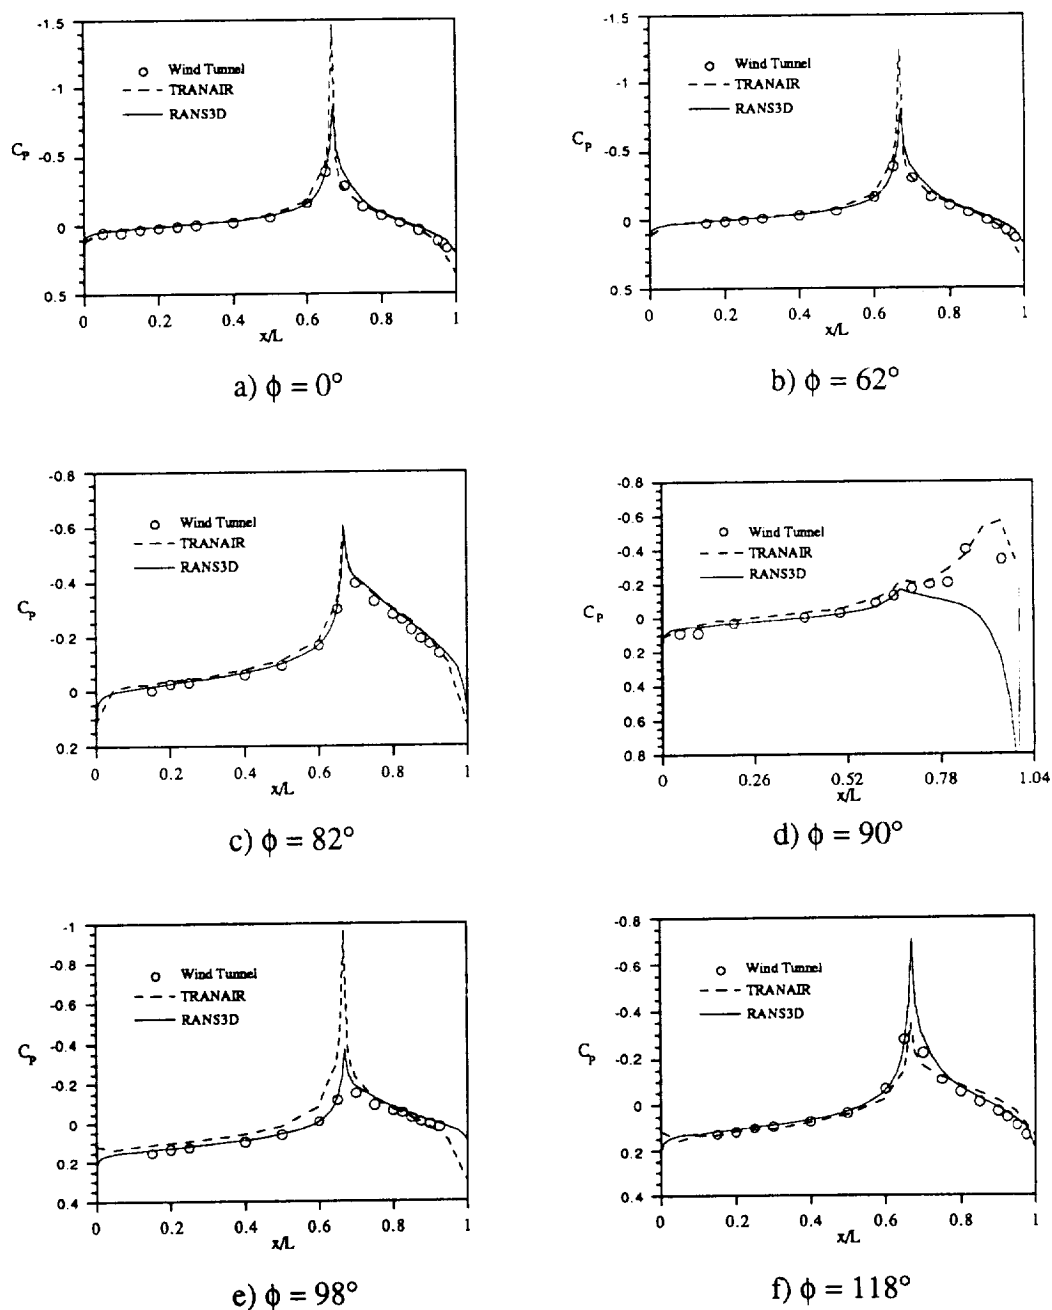 -1.5
-1
-0.5
0
0.5
C_P
Wind Tunnel
TRANAIR
RANS3D
0 0.2 0.4 0.6 0.8 1
x/L
a) ϕ = 0°
-1.5
-1
-0.5
0
0.5
C_P
Wind Tunnel
TRANAIR
RANS3D
0 0.2 0.4 0.6 0.8 1
x/L
b) ϕ = 62°
-0.8
-0.6
-0.4
-0.2
0
0.2
C_P
Wind Tunnel
TRANAIR
RANS3D
0 0.2 0.4 0.6 0.8 1
x/L
c) ϕ = 82°
-0.8
-0.6
-0.4
-0.2
0
0.2
0.4
0.6
0.8
C_P
Wind Tunnel
TRANAIR
RANS3D
0 0.26 0.52 0.78 1.04
x/L
d) ϕ = 90°
-1
-0.8
-0.6
-0.4
-0.2
0
0.2
0.4
C_P
Wind Tunnel
TRANAIR
RANS3D
0 0.2 0.4 0.6 0.8 1
x/L
e) ϕ = 98°
-0.8
-0.6
-0.4
-0.2
0
0.2
0.4
C_P
Wind Tunnel
TRANAIR
RANS3D
0 0.2 0.4 0.6 0.8 1
x/L
f) ϕ = 118°